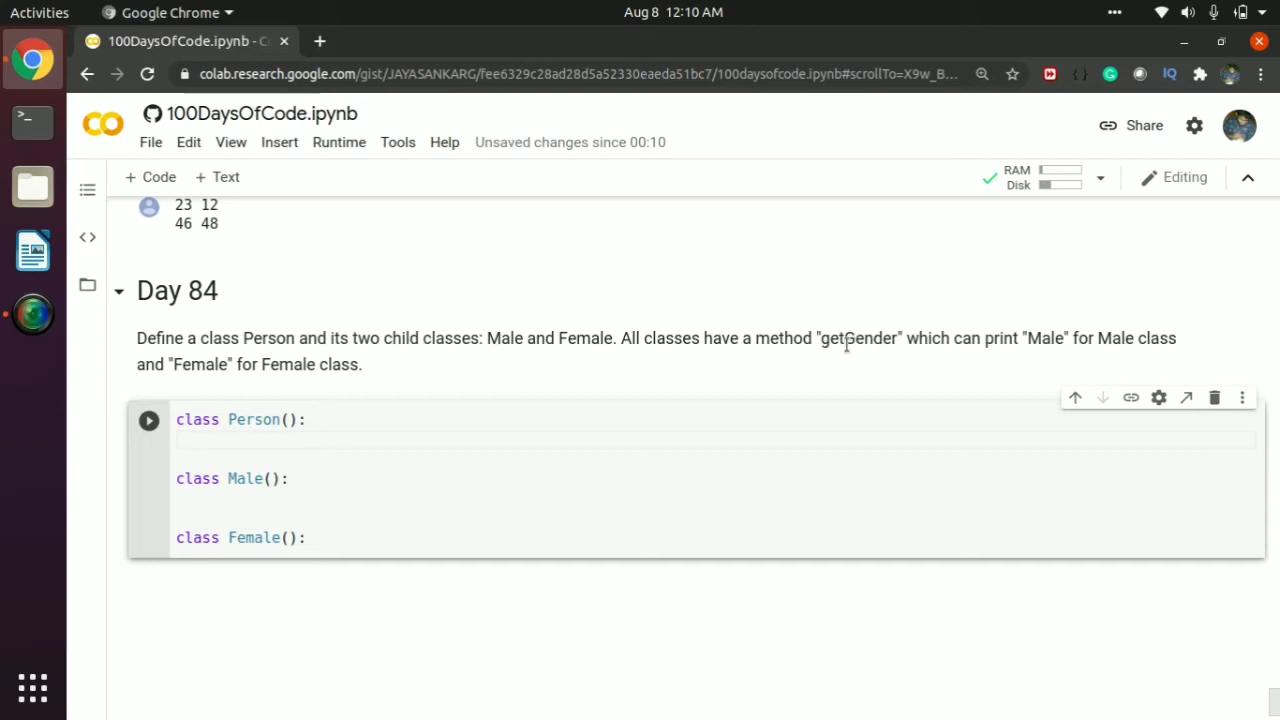 Activities
Google Chrome
Aug 8 12:10 AM
100DaysOfCode.ipynb - C
colab.research.google.com/gist/JAYASANKARG/fee6329c28ad28d5a52330eaeda51bc7/100daysofcode.ipynb#scrollTo=X9w_B...
IQ
CO
100DaysOfCode.ipynb
File Edit View Insert Runtime Tools Help Unsaved changes since 00:10
Share
+ Code + Text
RAM
Disk
Editing
23 12
46 48
Day 84
Define a class Person and its two child classes: Male and Female. All classes have a method "getGender" which can print "Male" for Male class
and "Female" for Female class.
class Person():
class Male():
class Female():